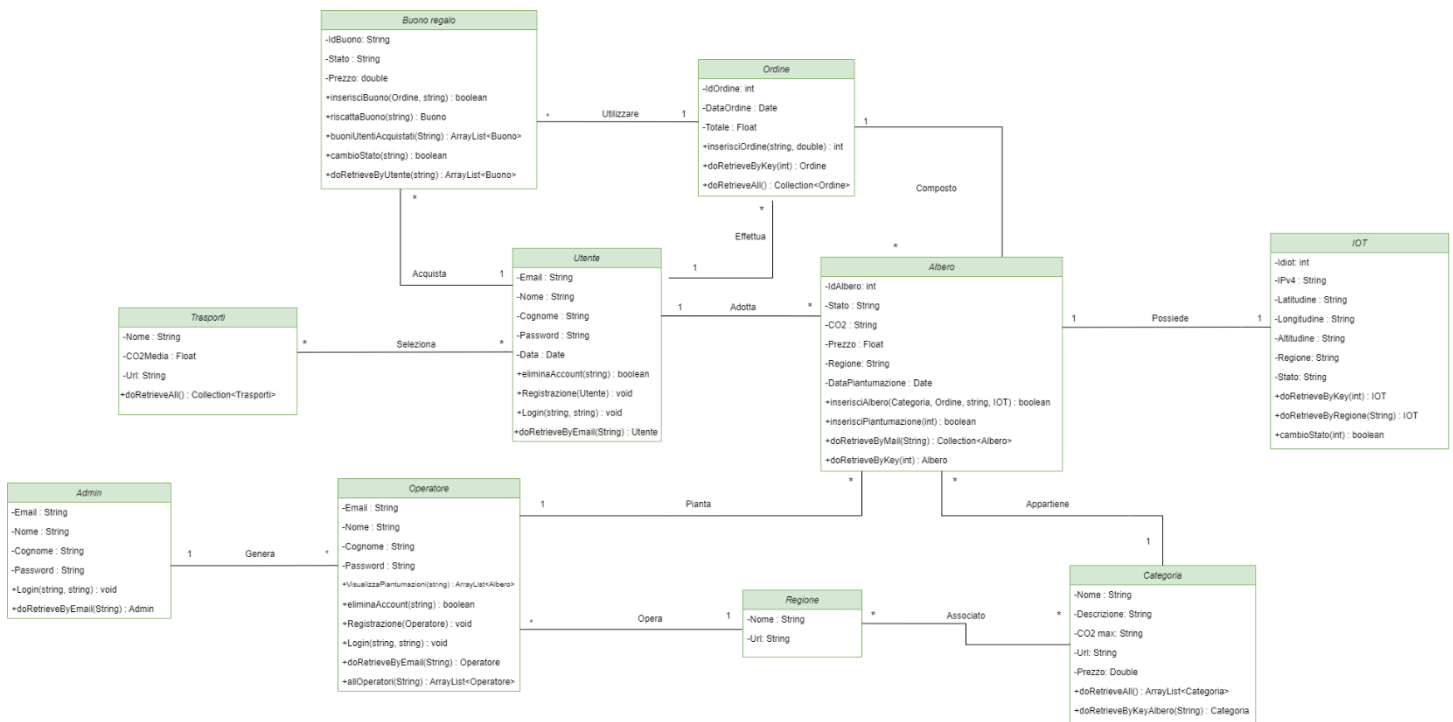 Buono regalo
-IdBuono: String
-Stato : String
-Prezzo: double
+inserisciBuono(Ordine, string) : boolean
+riscattaBuono(string) : Buono
+buoniUtentiAcquistati(String) : ArrayList<Buono>
+cambioStato(string) : boolean
+doRetrieveByUtente(string) : ArrayList<Buono>
* Utilizzare 1
Ordine
-IdOrdine: int
-DataOrdine : Date
-Totale : Float
+inserisciOrdine(string, double) : int
+doRetrieveByKey(int) : Ordine
+doRetrieveAll() : Collection<Ordine>
1
Composto
*
*
Effettua
1
*
Acquista 1
Utente
-Email : String
-Nome : String
-Cognome : String
-Password : String
-Data : Date
+eliminaAccount(string) : boolean
+Registrazione(Utente) : void
+Login(string, string) : void
+doRetrieveByEmail(String) : Utente
1 Adotta *
Albero
-IdAlbero: int
-Stato : String
-CO2 : String
-Prezzo : Float
-Regione: String
-DataPiantumazione : Date
+inserisciAlbero(Categoria, Ordine, string, IOT) : boolean
+inserisciPiantumazione(int) : boolean
+doRetrieveByMail(String) : Collection<Albero>
+doRetrieveByKey(int) : Albero
1 Possiede 1
IOT
-Idiot: int
-IPv4 : String
-Latitudine : String
-Longitudine : String
-Altitudine : String
-Regione: String
-Stato: String
+doRetrieveByKey(int) : IOT
+doRetrieveByRegione(String) : IOT
+cambioStato(int) : boolean
Trasporti
-Nome : String
-CO2Media : Float
-Url: String
+doRetrieveAll() : Collection<Trasporti>
* Seleziona *
Admin
-Email : String
-Nome : String
-Cognome : String
-Password : String
+Login(string, string) : void
+doRetrieveByEmail(String) : Admin
1 Genera *
Operatore
-Email : String
-Nome : String
-Cognome : String
-Password : String
+VisualizzaPiantumazioni(string) : ArrayList<Albero>
+eliminaAccount(string) : boolean
+Registrazione(Operatore) : void
+Login(string, string) : void
+doRetrieveByEmail(String) : Operatore
+allOperatori(String) : ArrayList<Operatore>
1 Pianta *
*
Appartiene
1
* Opera 1
Regione
-Nome : String
-Url: String
* Associato *
Categoria
-Nome : String
-Descrizione: String
-CO2 max: String
-Url: String
-Prezzo: Double
+doRetrieveAll() : ArrayList<Categoria>
+doRetrieveByKeyAlbero(String) : Categoria